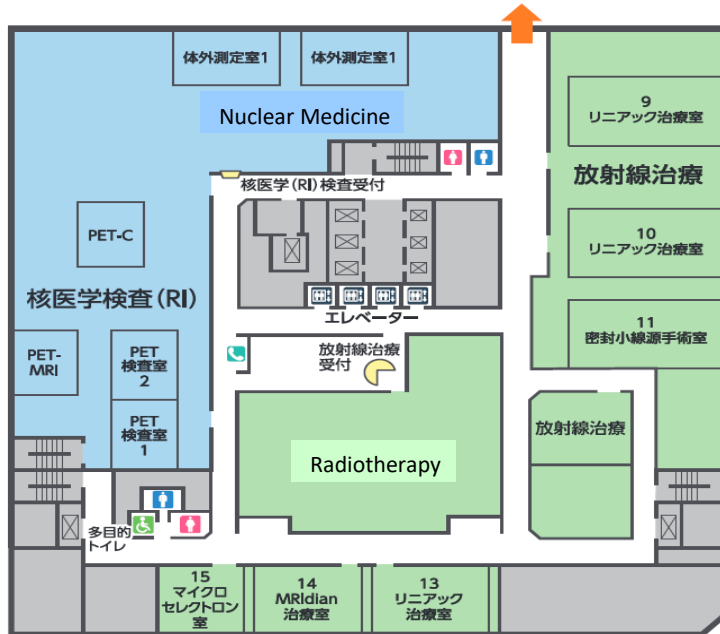 体外測定室1
体外測定室1
Nuclear Medicine
9
リニアック治療室
放射線治療
核医学(RI)検査受付
PET-C
10
リニアック治療室
核医学検査(RI)
エレベーター
11
密封小線源手術室
PET-
MRI
PET
検査室
2
放射線治療
受付
PET
検査室
1
放射線治療
Radiotherapy
多目的
トイレ
15
マイクロ
セレクトロン
室
14
MRIdian
治療室
13
リニアック
治療室